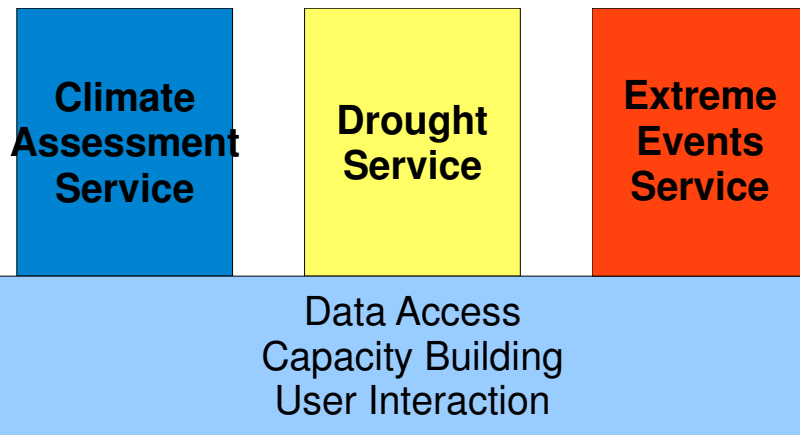 Climate
Assessment
Service
Drought
Service
Extreme
Events
Service
Data Access
Capacity Building
User Interaction